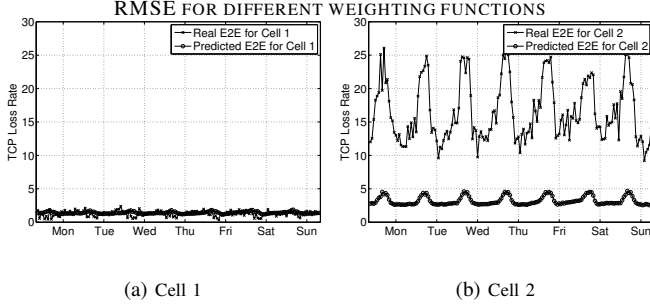 RMSE FOR DIFFERENT WEIGHTING FUNCTIONS
30
25
20
15
10
5
0
TCP Loss Rate
Real E2E for Cell 1
Predicted E2E for Cell 1
Mon Tue Wed Thu Fri Sat Sun
30
25
20
15
10
5
0
TCP Loss Rate
Real E2E for Cell 2
Predicted E2E for Cell 2
Mon Tue Wed Thu Fri Sat Sun
(a) Cell 1
(b) Cell 2